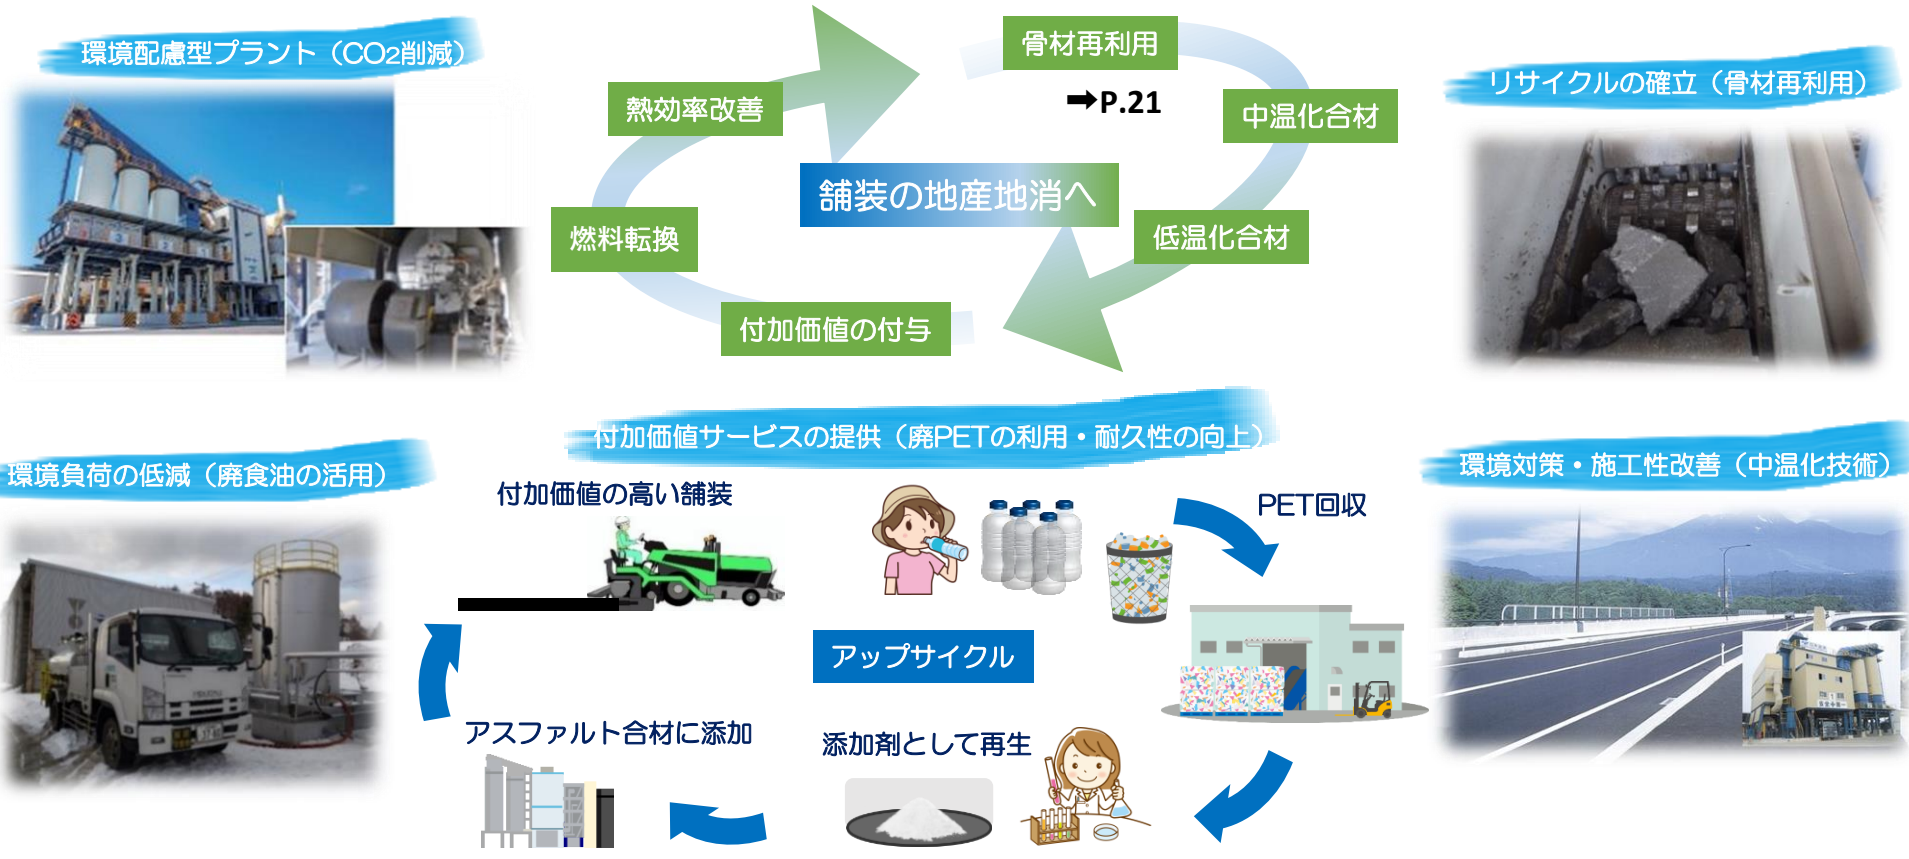 環境配慮型プラント（CO2削減）
骨材再利用
➡P.21
リサイクルの確立（骨材再利用）
熱効率改善
中温化合材
舗装の地産地消へ
燃料転換
低温化合材
付加価値の付与
付加価値サービスの提供（廃PETの利用・耐久性の向上）
環境負荷の低減（廃食油の活用）
環境対策・施工性改善（中温化技術）
付加価値の高い舗装
PET回収
アップサイクル
アスファルト合材に添加
添加剤として再生